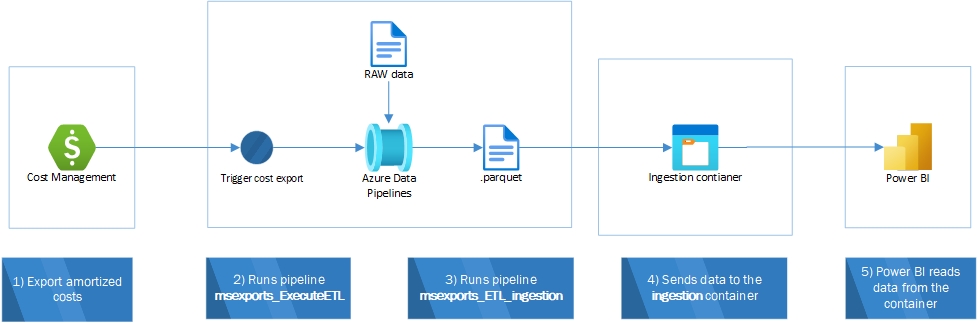 RAW data
Cost Management
Trigger cost export
Azure Data
Pipelines
.parquet
Ingestion contianer
Power BI
1) Export amortized
costs
2) Runs pipeline
msexports_ExecuteETL
3) Runs pipeline
msexports_ETL_ingestion
4) Sends data to the
ingestion container
5) Power BI reads
data from the
container